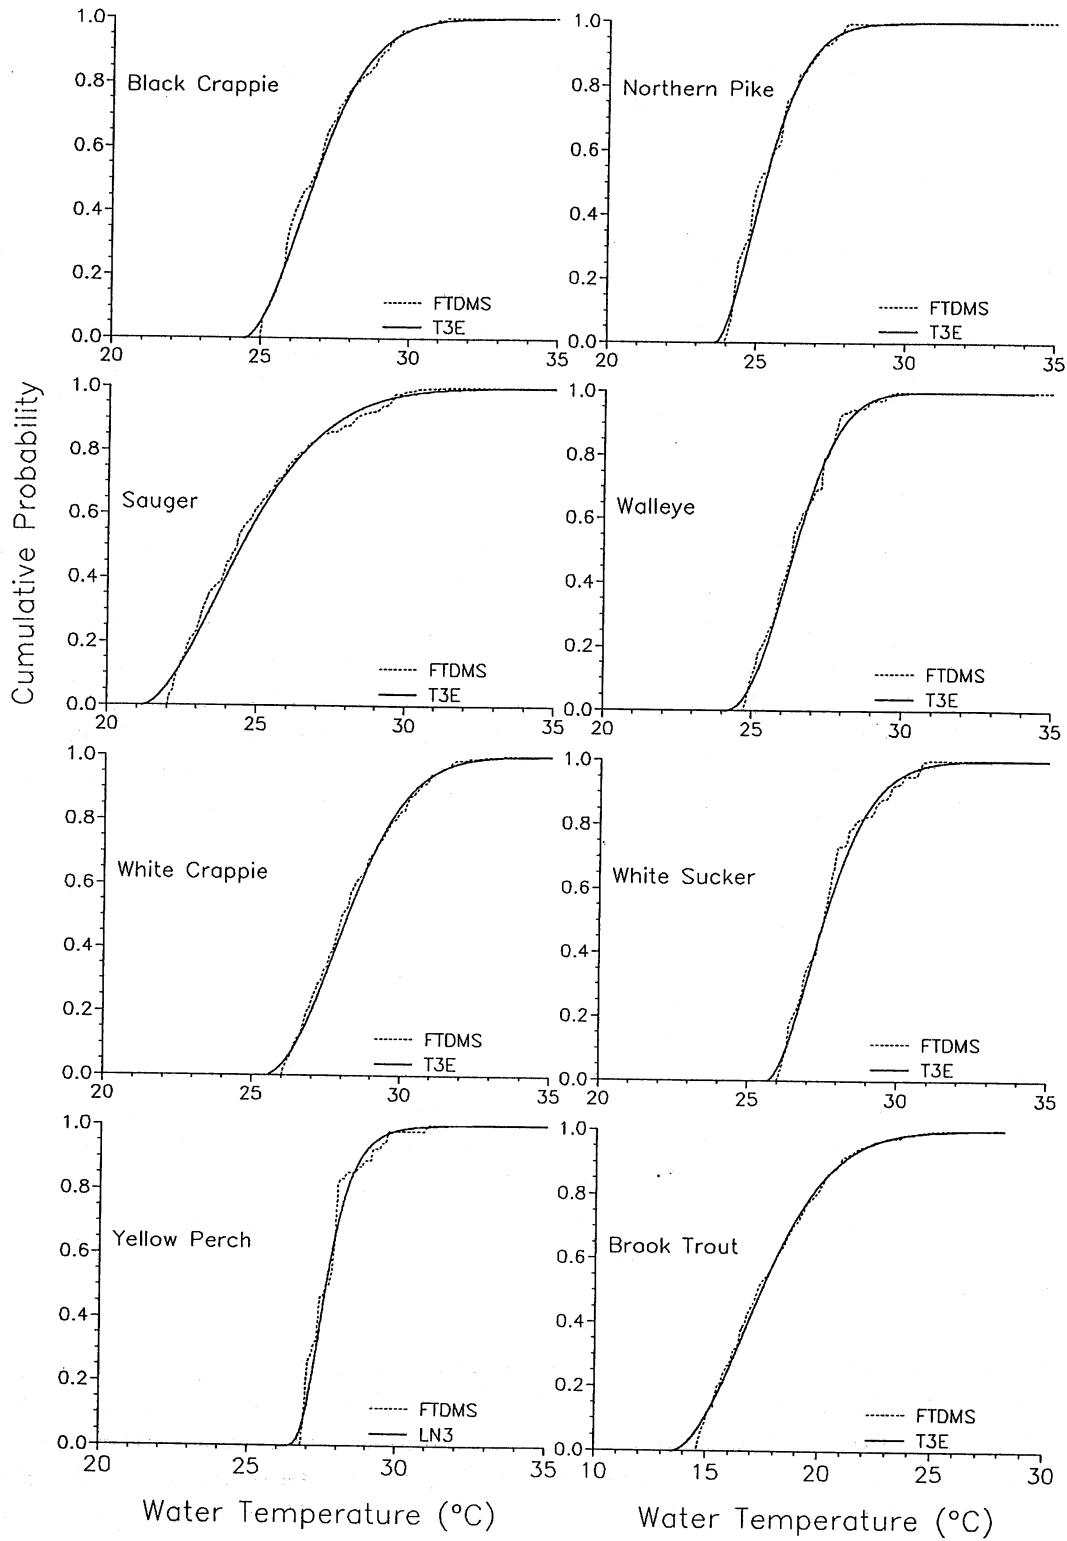 Cumulative Probability
1.0
0.8
0.6
0.4
0.2
0.0
Black Crappie
FTDMS
T3E
20 25 30 35
1.0
0.8
0.6
0.4
0.2
0.0
Northern Pike
FTDMS
T3E
20 25 30 35
1.0
0.8
0.6
0.4
0.2
0.0
Sauger
FTDMS
T3E
20 25 30 35
1.0
0.8
0.6
0.4
0.2
0.0
Walleye
FTDMS
T3E
20 25 30 35
1.0
0.8
0.6
0.4
0.2
0.0
White Crappie
FTDMS
T3E
20 25 30 35
1.0
0.8
0.6
0.4
0.2
0.0
White Sucker
FTDMS
T3E
20 25 30 35
1.0
0.8
0.6
0.4
0.2
0.0
Yellow Perch
FTDMS
LN3
20 25 30 35
Water Temperature (°C)
1.0
0.8
0.6
0.4
0.2
0.0
Brook Trout
FTDMS
T3E
10 15 20 25 30
Water Temperature (°C)